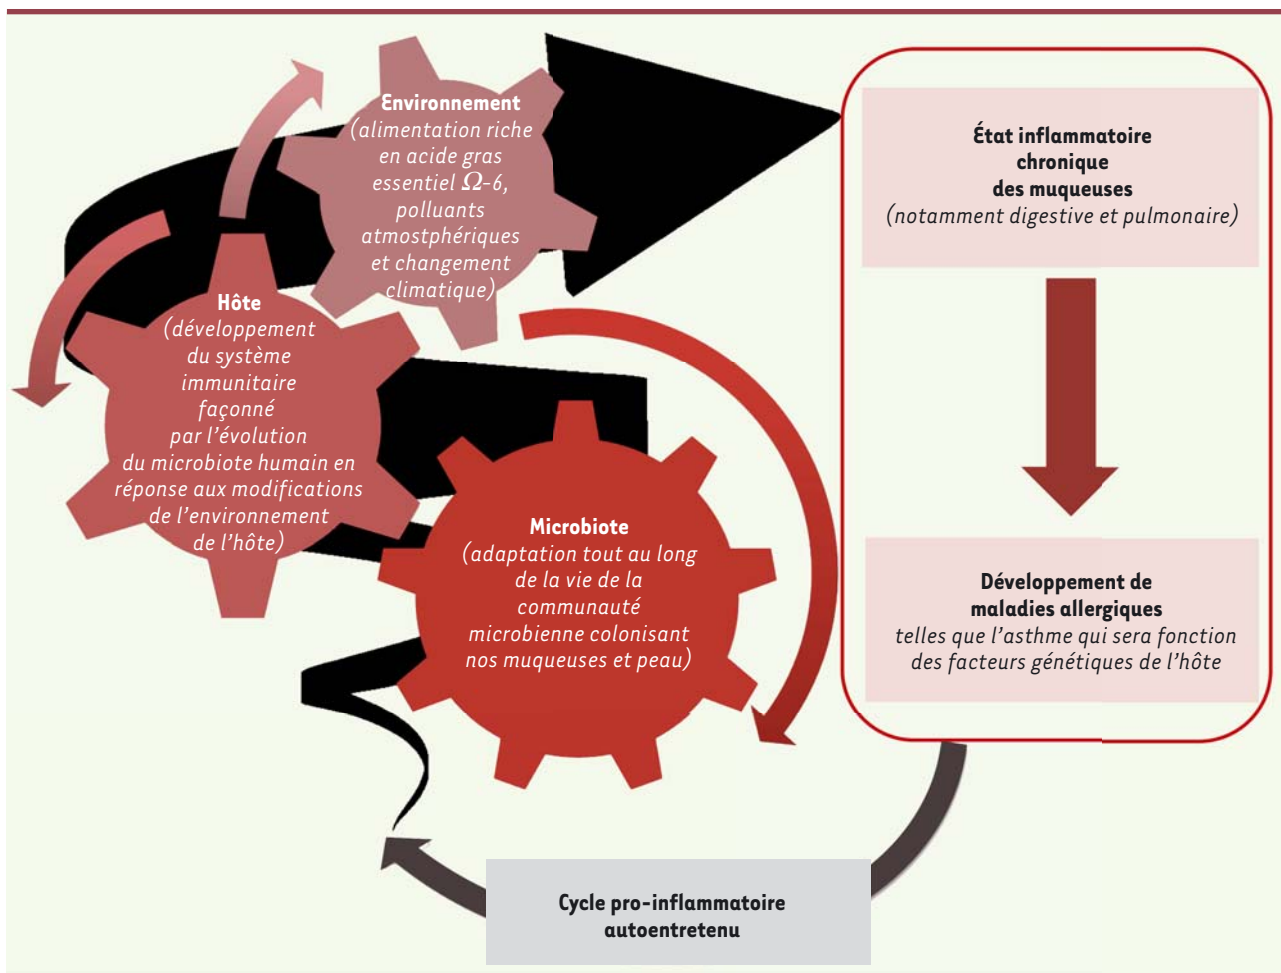 Environnement
(alimentation riche
en acide gras
essentiel Ω-6,
polluants
atmostphériques
et changement
climatique)
Hôte
(développement
du système
immunitaire
façonné
par l'évolution
du microbiote humain en
réponse aux modifications
de l'environnement
de l'hôte)
Microbiote
(adaptation tout au long
de la vie de la
communauté
microbienne colonisant
nos muqueuses et peau)
État inflammatoire
chronique
des muqueuses
(notamment digestive et pulmonaire)
Développement de
maladies allergiques
telles que l'asthme qui sera fonction
des facteurs génétiques de l'hôte
Cycle pro-inflammatoire
autoentretenu